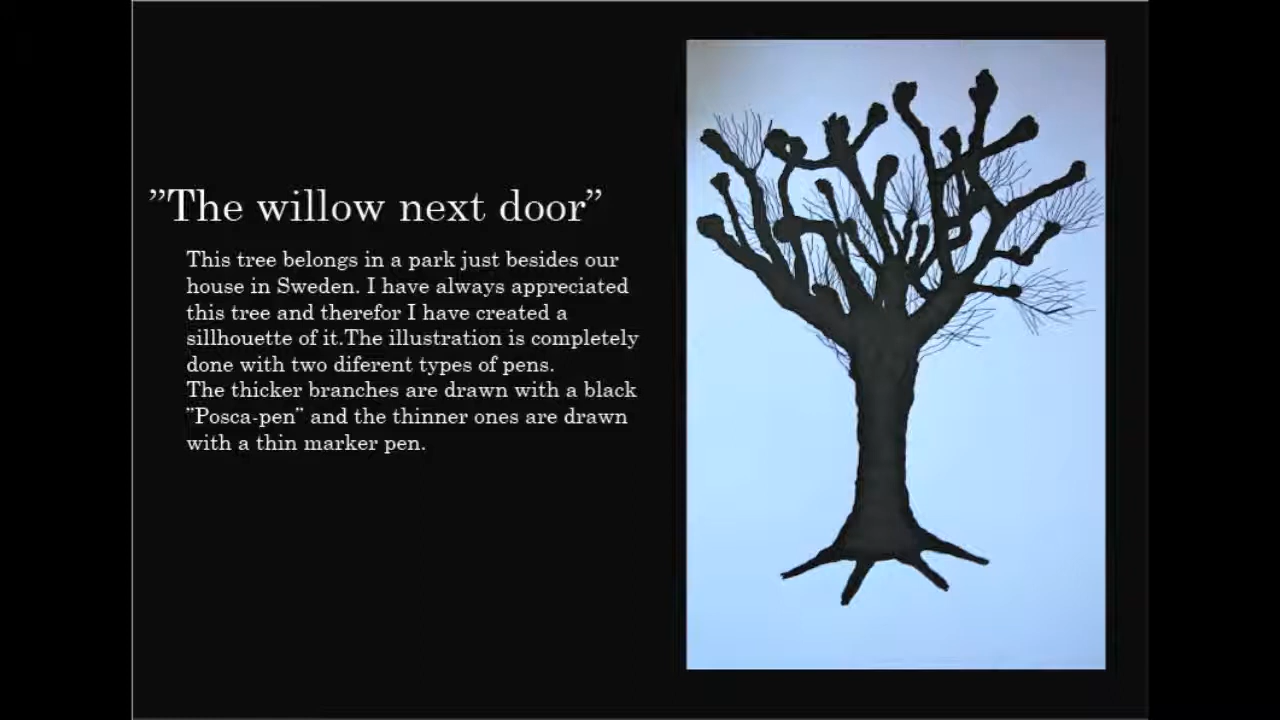 ”The willow next door”
This tree belongs in a park just besides our
house in Sweden. I have always appreciated
this tree and therefor I have created a
sillhouette of it.The illustration is completely
done with two diferent types of pens.
The thicker branches are drawn with a black
”Posca-pen” and the thinner ones are drawn
with a thin marker pen.